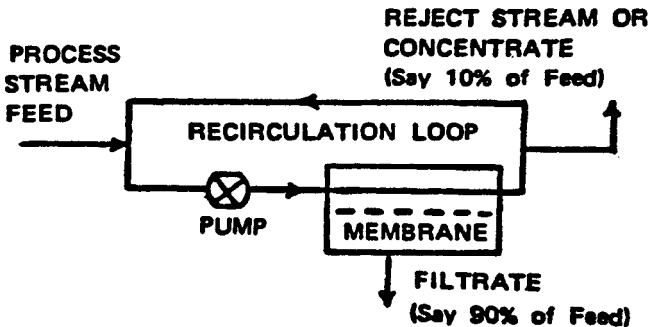 REJECT STREAM OR
CONCENTRATE
(Say 10% of Feed)
PROCESS
STREAM
FEED
RECIRCULATION LOOP
PUMP
MEMBRANE
FILTRATE
(Say 90% of Feed)